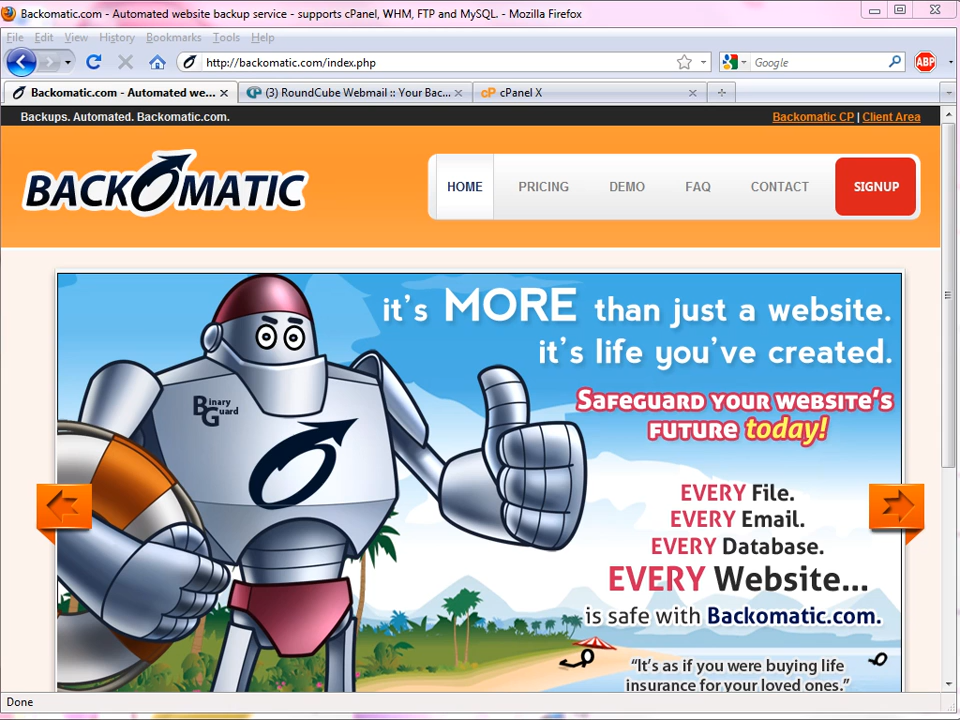 Backomatic.com - Automated website backup service - supports cPanel, WHM, FTP and MySQL. - Mozilla Firefox
File Edit View History Bookmarks Tools Help
http://backomatic.com/index.php
Google
ABP
Backomatic.com - Automated we...
(3) RoundCube Webmail :: Your Bac...
cPanel X
Backups. Automated. Backomatic.com.
Backomatic CP | Client Area
BACKOMATIC
HOME PRICING DEMO FAQ CONTACT SIGNUP
it's MORE than just a website.
it's life you've created.
Safeguard your website's
future today!
Binary
Guard
EVERY File.
EVERY Email.
EVERY Database.
EVERY Website...
is safe with Backomatic.com.
“It's as if you were buying life
insurance for your loved ones.”
Done